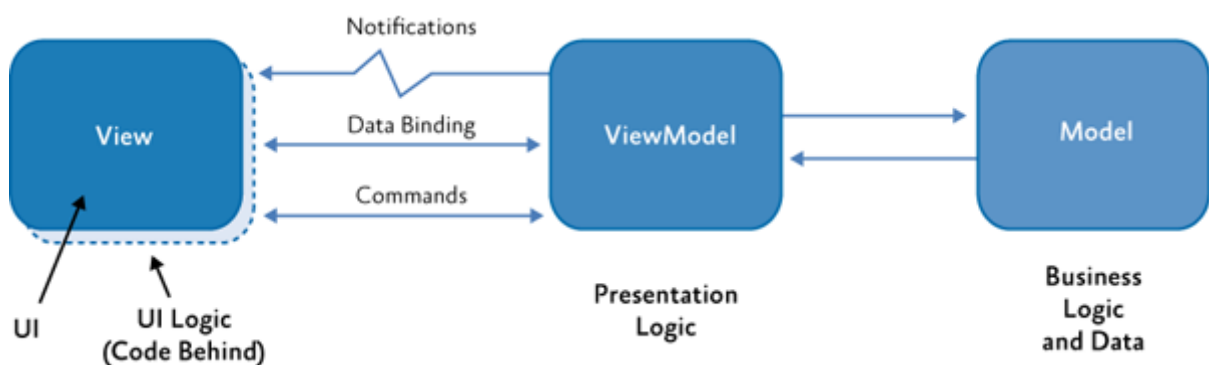 Notifications
View
Data Binding
ViewModel
Model
Commands
UI
UI Logic
(Code Behind)
Presentation
Logic
Business
Logic
and Data